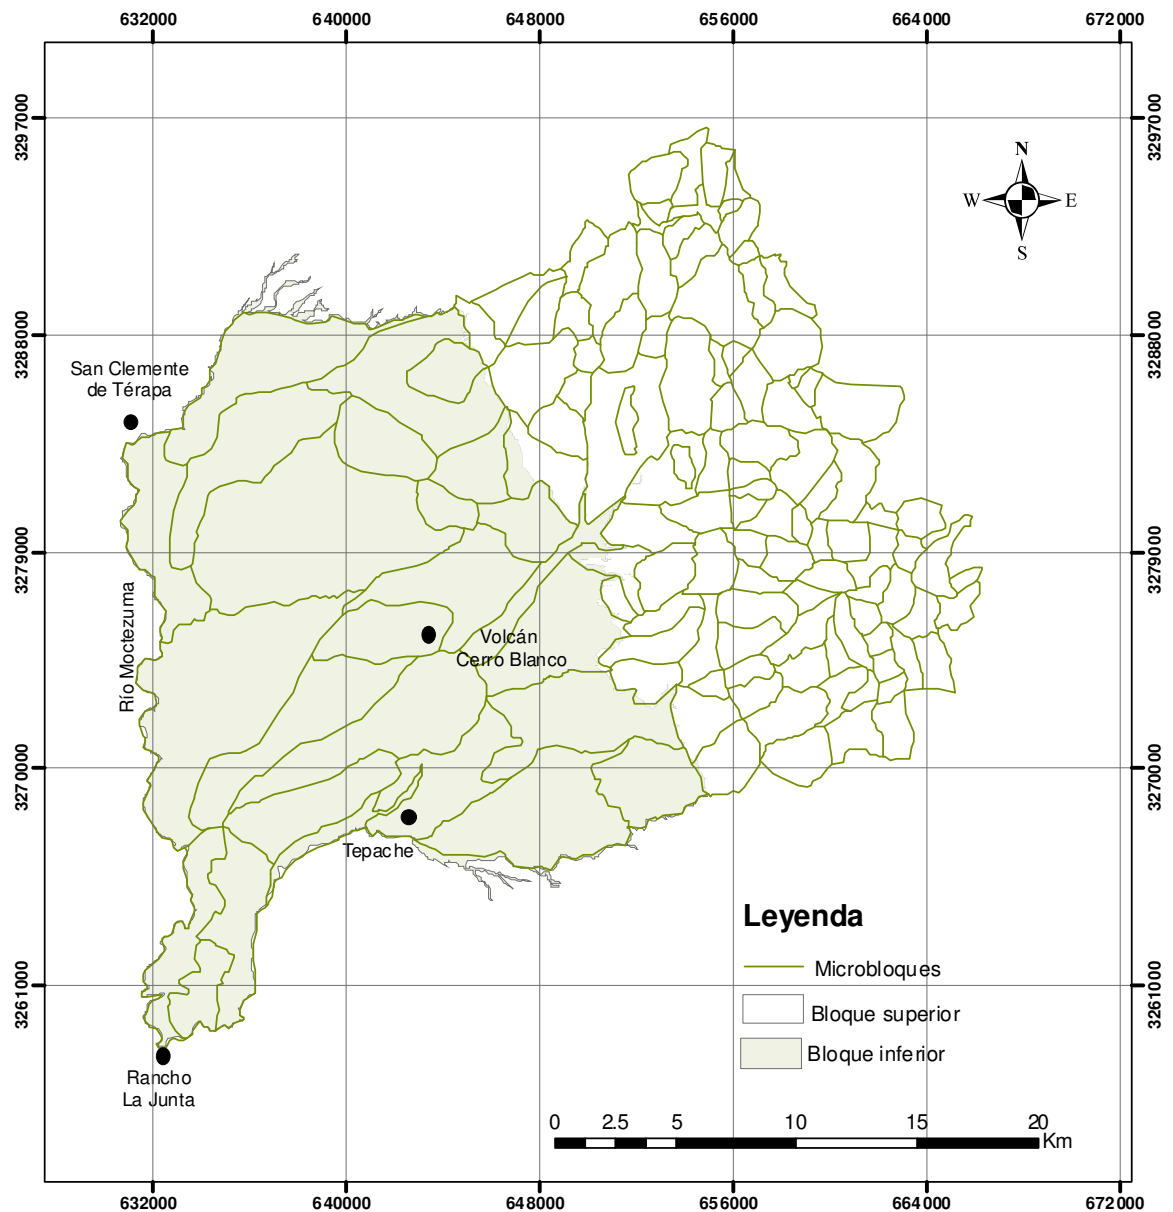 632000 640000 648000 656000 664000 672000
3297000 3297000
N
W E
S
3288000 3288000
San Clemente
de Térapa
3279000 3279000
Río Moctezuma
Volcán
Cerro Blanco
3270000 3270000
Tepache
Leyenda
Microbloques
3261000 3261000
Bloque superior
Bloque inferior
Rancho
La Junta
0 2.5 5 10 15 20
Km
632000 640000 648000 656000 664000 672000